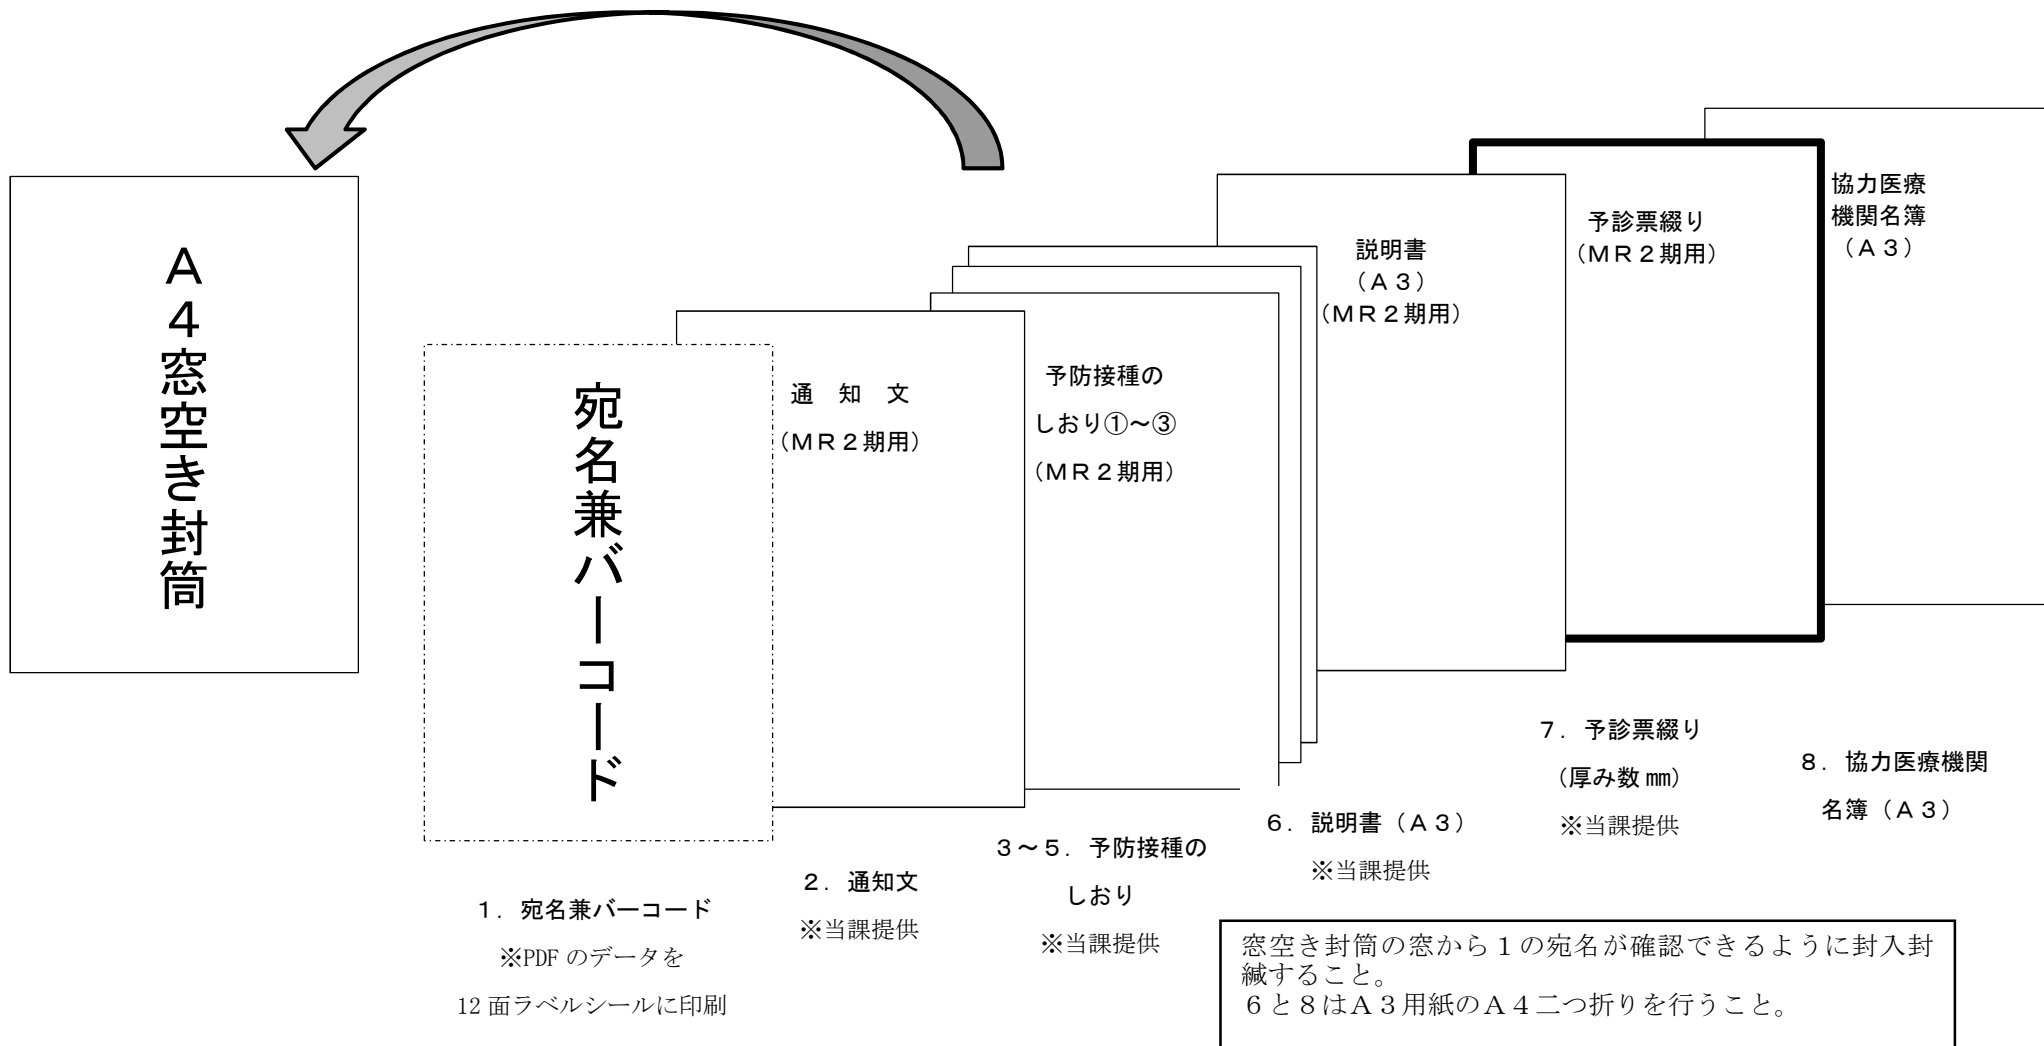 Ａ４窓空き封筒
宛名兼バーコード
通　知　文
（ＭＲ２期用）
予防接種の
しおり①～③
（ＭＲ２期用）
説明書
（Ａ３）
（ＭＲ２期用）
予診票綴り
（ＭＲ２期用）
協力医療
機関名簿
（Ａ３）
１．宛名兼バーコード
※PDFのデータを
12面ラベルシールに印刷
２．通知文
※当課提供
３～５．予防接種の
しおり
※当課提供
６．説明書（Ａ３）
※当課提供
７．予診票綴り
（厚み数㎜）
※当課提供
８．協力医療機関
名簿（Ａ３）
窓空き封筒の窓から１の宛名が確認できるように封入封
緘すること。
６と８はＡ３用紙のＡ４二つ折りを行うこと。